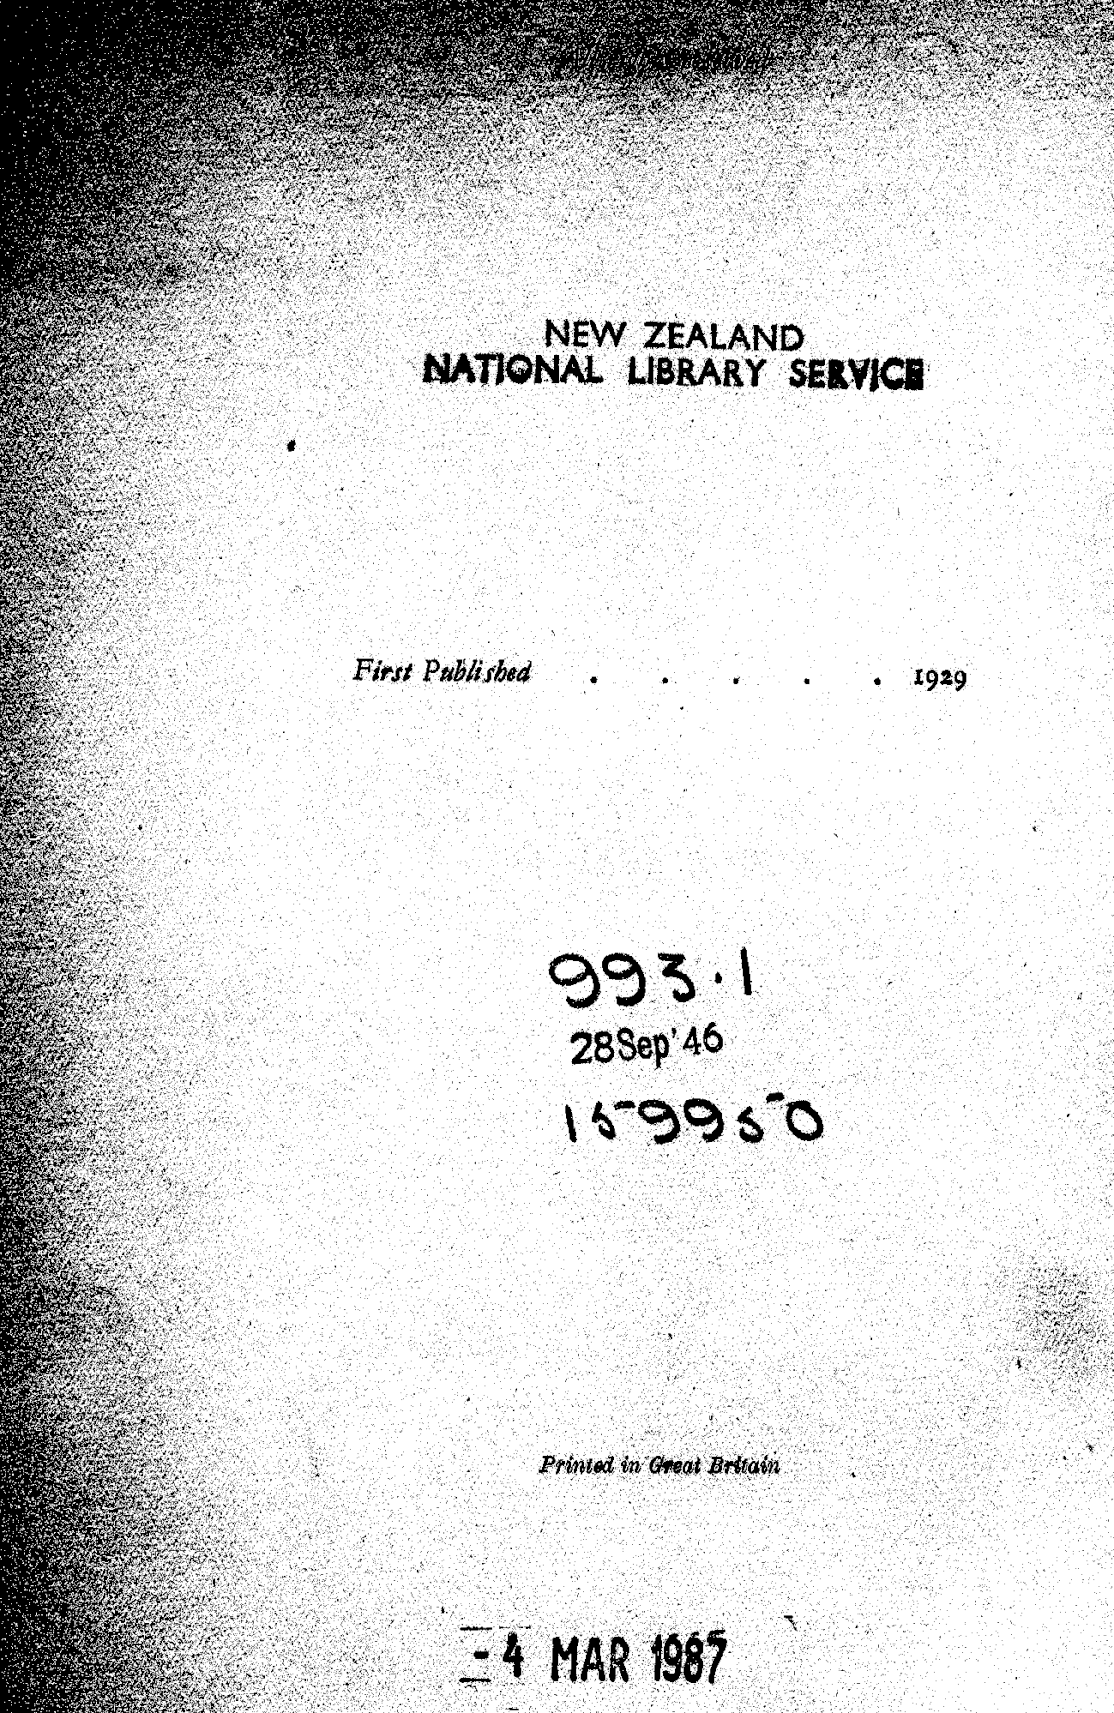 NEW ZEALAND
NATIONAL LIBRARY SERVICE
First Published . . . . . 1929
993.1
28 Sep '46
159950
Printed in Great Britain
-4 MAR 1987